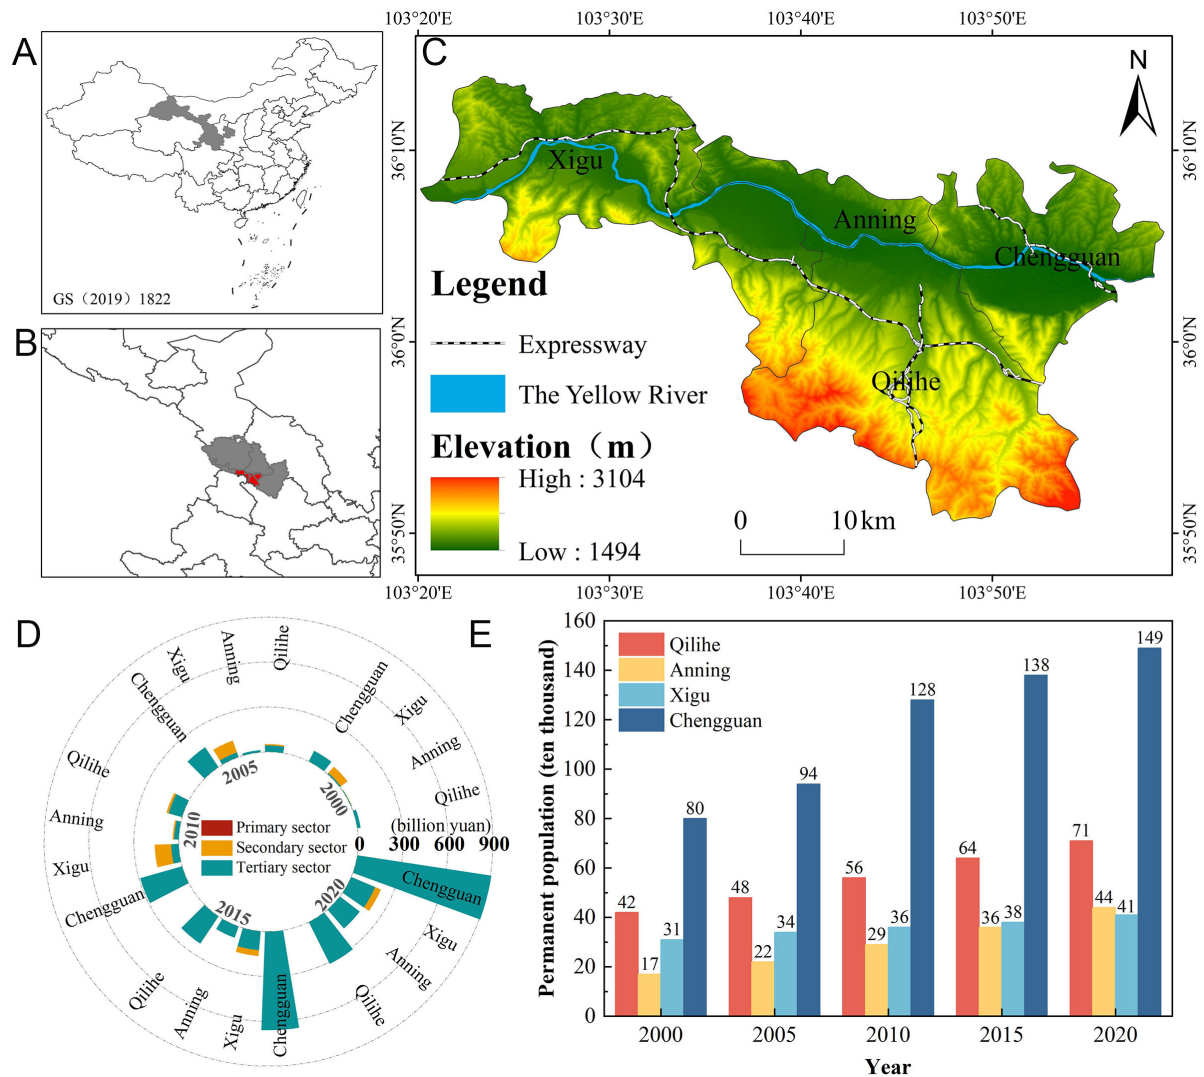 A
GS（2019）1822
B
C
103°20'E
103°30'E
103°40'E
103°50'E
N
36°10'N
36°10'N
36°0'N
36°0'N
35°50'N
35°50'N
Xigu
Anning
Chengguan
Qilihe
Legend
Expressway
The Yellow River
Elevation（m）
High : 3104
Low : 1494
0 10 km
103°20'E
103°30'E
103°40'E
103°50'E
D
Qilihe
Chengguan
Xigu
Anning
Qilihe
2000
Chengguan
Xigu
Anning
2005
Qilihe
Anning
Xigu
Chengguan
2010
Qilihe
Anning
Xigu
Chengguan
2015
Qilihe
Anning
Xigu
Chengguan
2020
Primary sector
Secondary sector
Tertiary sector
(billion yuan)
0 300 600 900
E
Permanent population (ten thousand)
160
140
120
100
80
60
40
20
0
Qilihe
Anning
Xigu
Chengguan
42 17 31 80
48 22 34 94
56 29 36 128
64 36 38 138
71 44 41 149
2000 2005 2010 2015 2020
Year